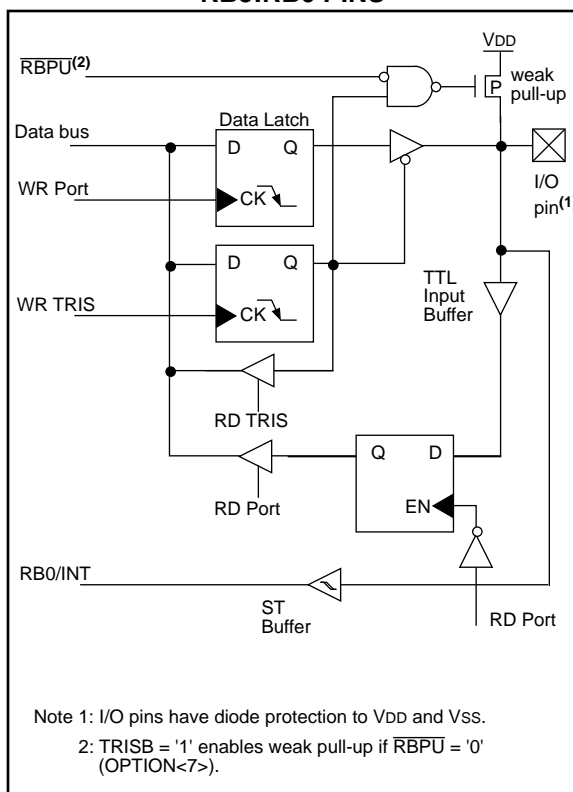 PINS
VDD
RBPU(2)
weak
pull-up
P
Data Latch
Data bus
D Q
WR Port
CK
I/O
pin(1
D Q
WR TRIS
CK
TTL
Input
Buffer
RD TRIS
Q D
RD Port
EN
RB0/INT
ST
Buffer
RD Port
Note 1: I/O pins have diode protection to VDD and VSS.
2: TRISB = '1' enables weak pull-up if RBPU = '0'
(OPTION<7>).